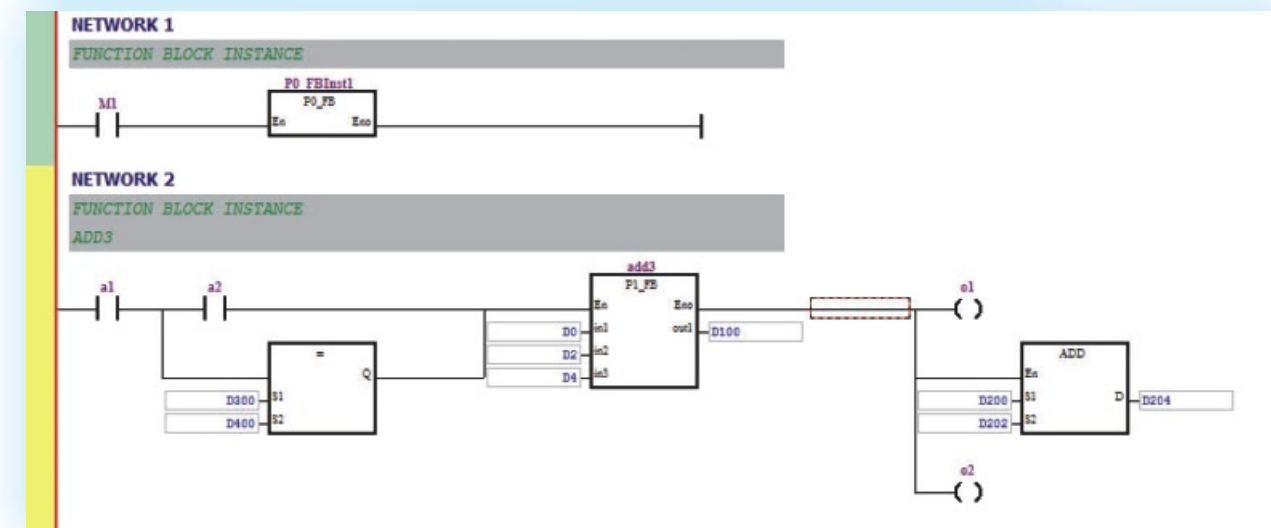 NETWORK 1
FUNCTION BLOCK INSTANCE
M1
P0_FBInst1
P0_FB
En Eno
NETWORK 2
FUNCTION BLOCK INSTANCE
ADD3
a1 a2 add3 o1
P1_FB
En Eno
D0 in1 out1 D100
D2 in2
D4 in3
=
Q
D300 S1
D400 S2
ADD
En
D200 S1 D D204
D202 S2
o2